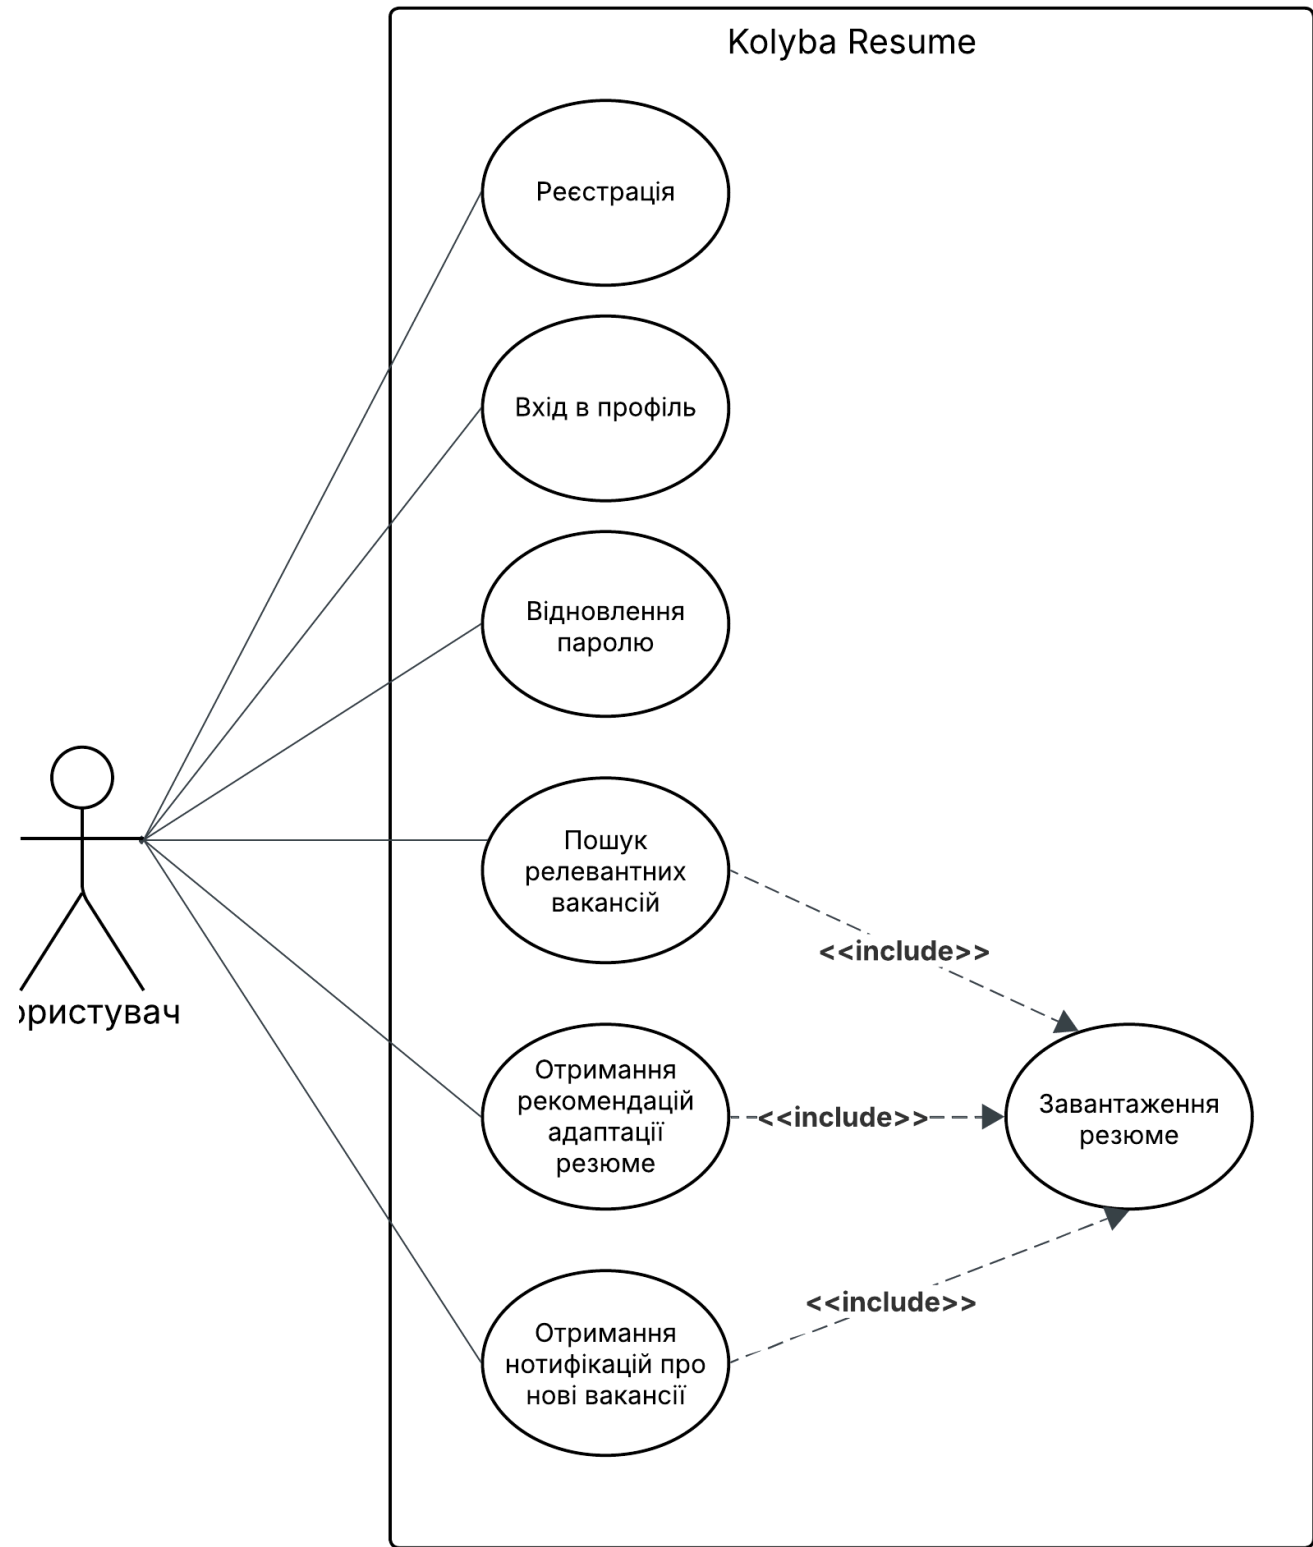 Kolyba Resume
Реєстрація
Вхід в профіль
Відновлення
паролю
Пошук
релевантних
вакансій
<<include>>
ористувач
Отримання
рекомендацій
адаптації
резюме
<<include>>
Завантаження
резюме
<<include>>
Отримання
нотифікацій про
нові вакансії